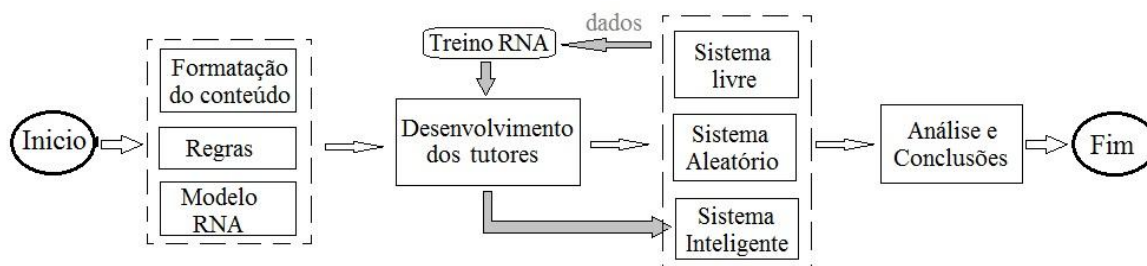 Inicio
Formatação
do conteúdo
Regras
Modelo
RNA
Treino RNA
dados
Desenvolvimento
dos tutores
Sistema
livre
Sistema
Aleatório
Sistema
Inteligente
Análise e
Conclusões
Fim